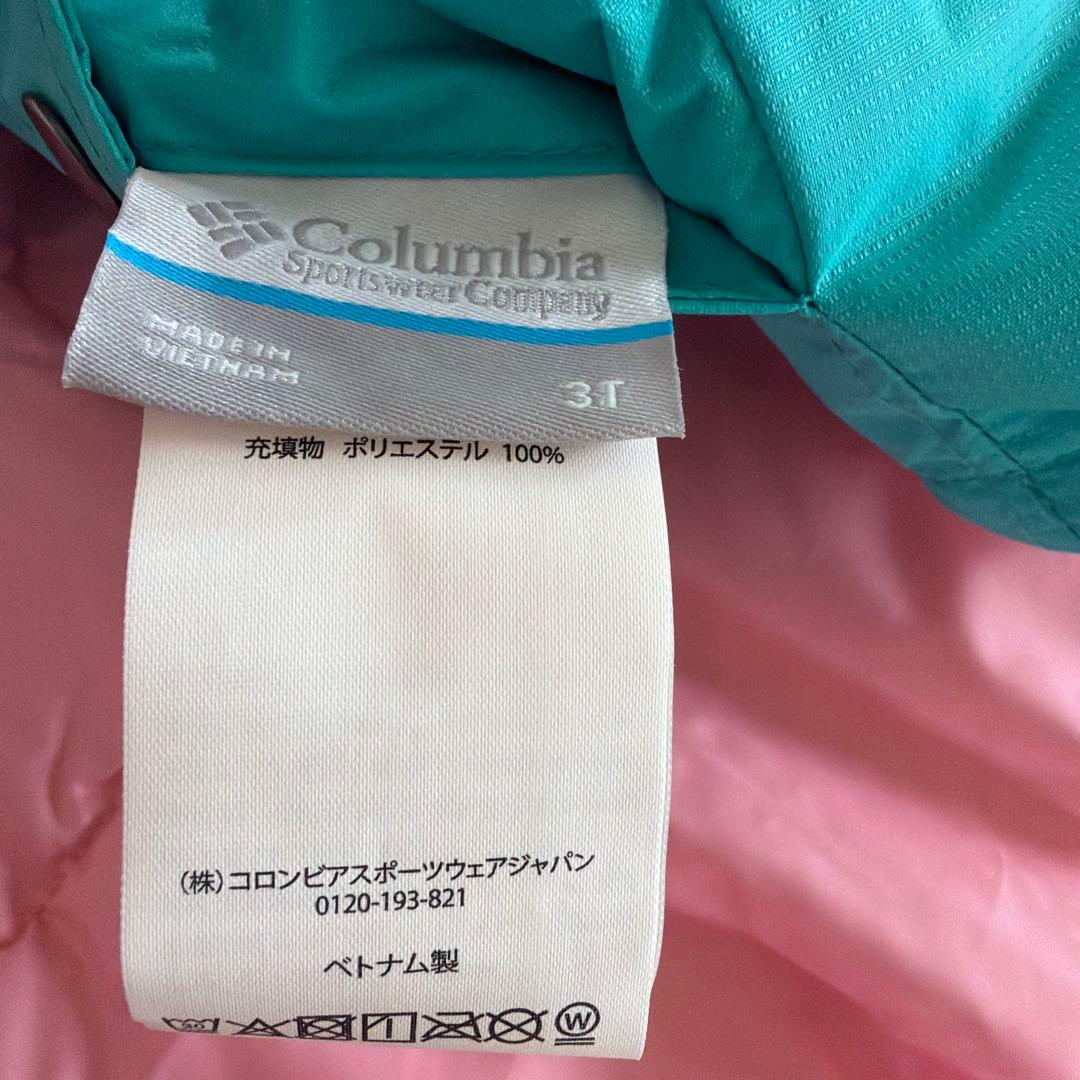 Columbia
Sportswear Company
MADE IN
VIETNAM
3T
充填物 ポリエステル 100%
(株)コロンビアスポーツウェアジャパン
0120-193-821
ベトナム製
W